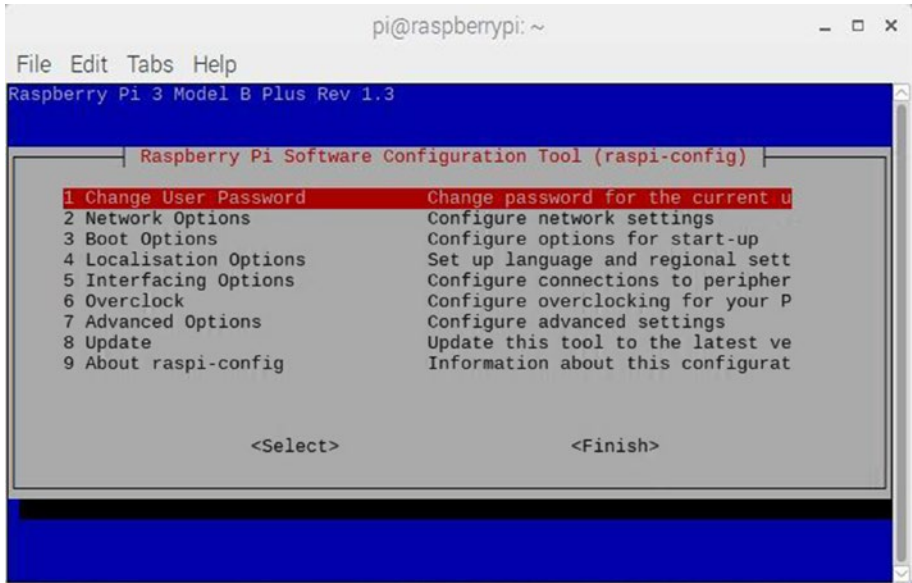 pi@raspberrypi: ~
File Edit Tabs Help
Raspberry Pi 3 Model B Plus Rev 1.3
Raspberry Pi Software Configuration Tool (raspi-config)
1 Change User Password Change password for the current u
2 Network Options Configure network settings
3 Boot Options Configure options for start-up
4 Localisation Options Set up language and regional sett
5 Interfacing Options Configure connections to peripher
6 Overclock Configure overclocking for your P
7 Advanced Options Configure advanced settings
8 Update Update this tool to the latest ve
9 About raspi-config Information about this configurat
<Select> <Finish>